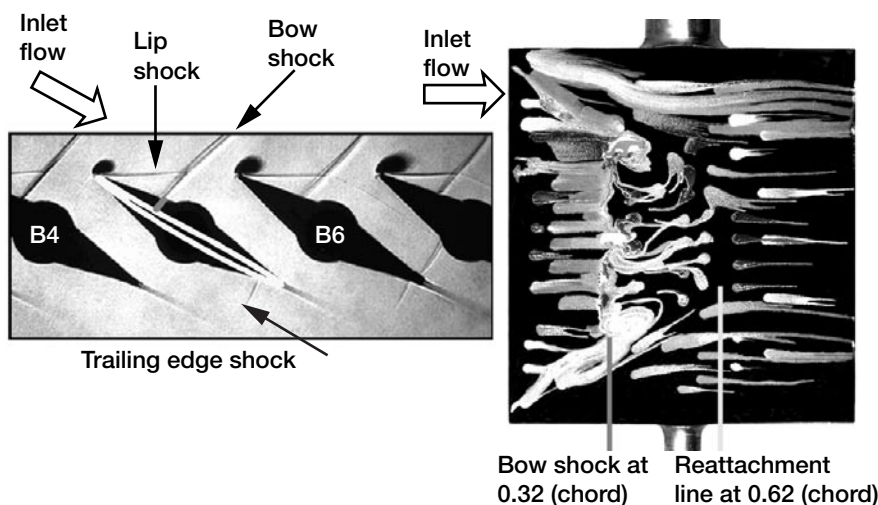 Inlet
flow
Lip
shock
Bow
shock
Inlet
flow
B4
B6
Trailing edge shock
Bow shock at
0.32 (chord)
Reattachment
line at 0.62 (chord)